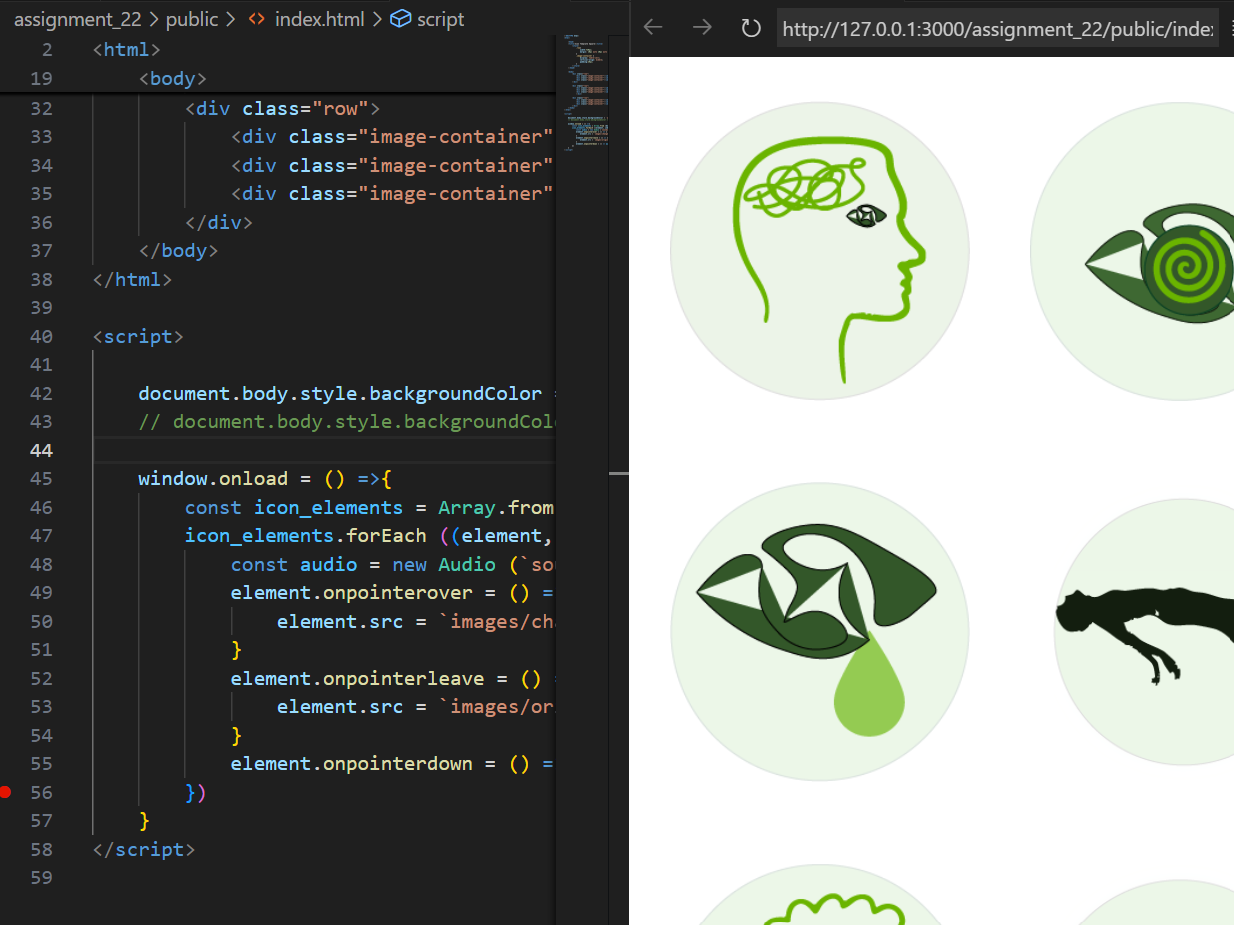 assignment_22 > public > <> index.html > script
2 <html>
19 <body>
32 <div class="row">
33 <div class="image-container"
34 <div class="image-container"
35 <div class="image-container"
36 </div>
37 </body>
38 </html>
39
40 <script>
41
42 document.body.style.backgroundColor
43 // document.body.style.backgroundCol
44
45 window.onload = () =>{
46 const icon_elements = Array.from
47 icon_elements.forEach ((element,
48 const audio = new Audio (`so
49 element.onpointerover = () =
50 element.src = `images/ch
51 }
52 element.onpointerleave = () =
53 element.src = `images/or
54 }
55 element.onpointerdown = () =
56 })
57 }
58 </script>
59
http://127.0.0.1:3000/assignment_22/public/index